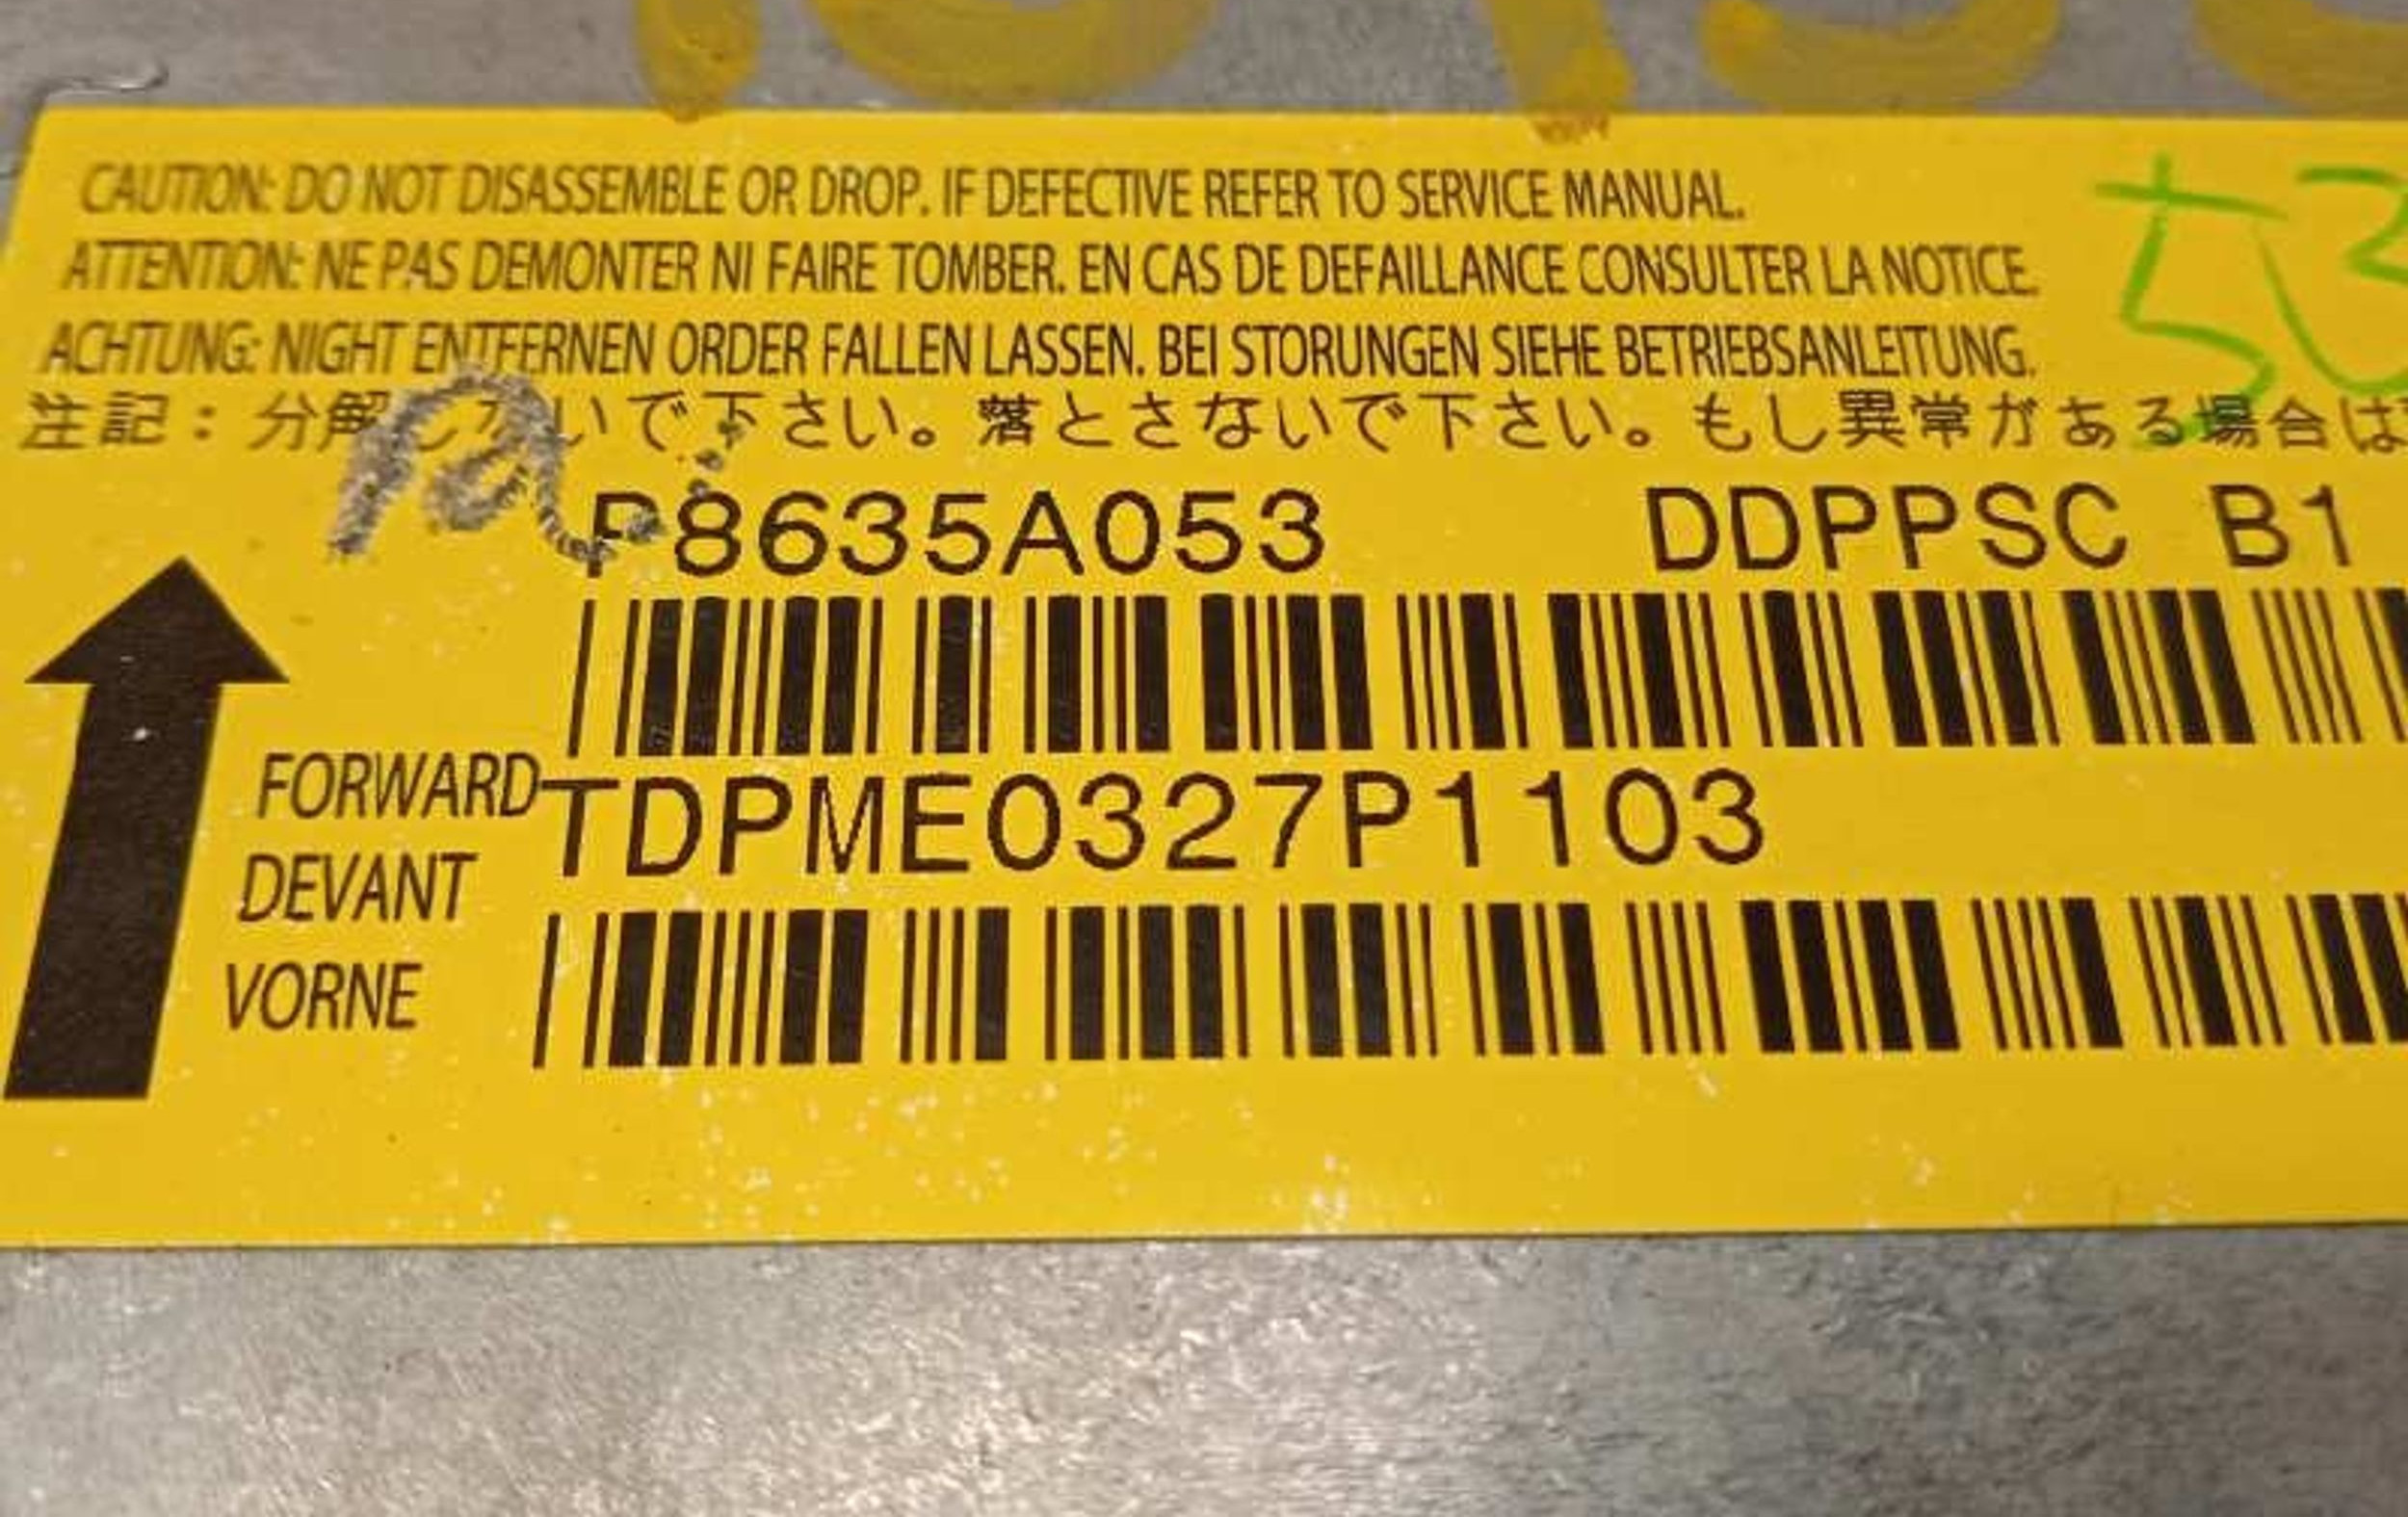 CAUTION: DO NOT DISASSEMBLE OR DROP. IF DEFECTIVE REFER TO SERVICE MANUAL.
ATTENTION: NE PAS DEMONTER NI FAIRE TOMBER. EN CAS DE DEFAILLANCE CONSULTER LA NOTICE.
ACHTUNG: NIGHT ENTFERNEN ORDER FALLEN LASSEN. BEI STORUNGEN SIEHE BETRIEBSANLEITUNG.
注記：分解しないで下さい。落とさないで下さい。もし異常がある場合は
P8635A053 DDPPSC B1
TDPME0327P1103
FORWARD
DEVANT
VORNE